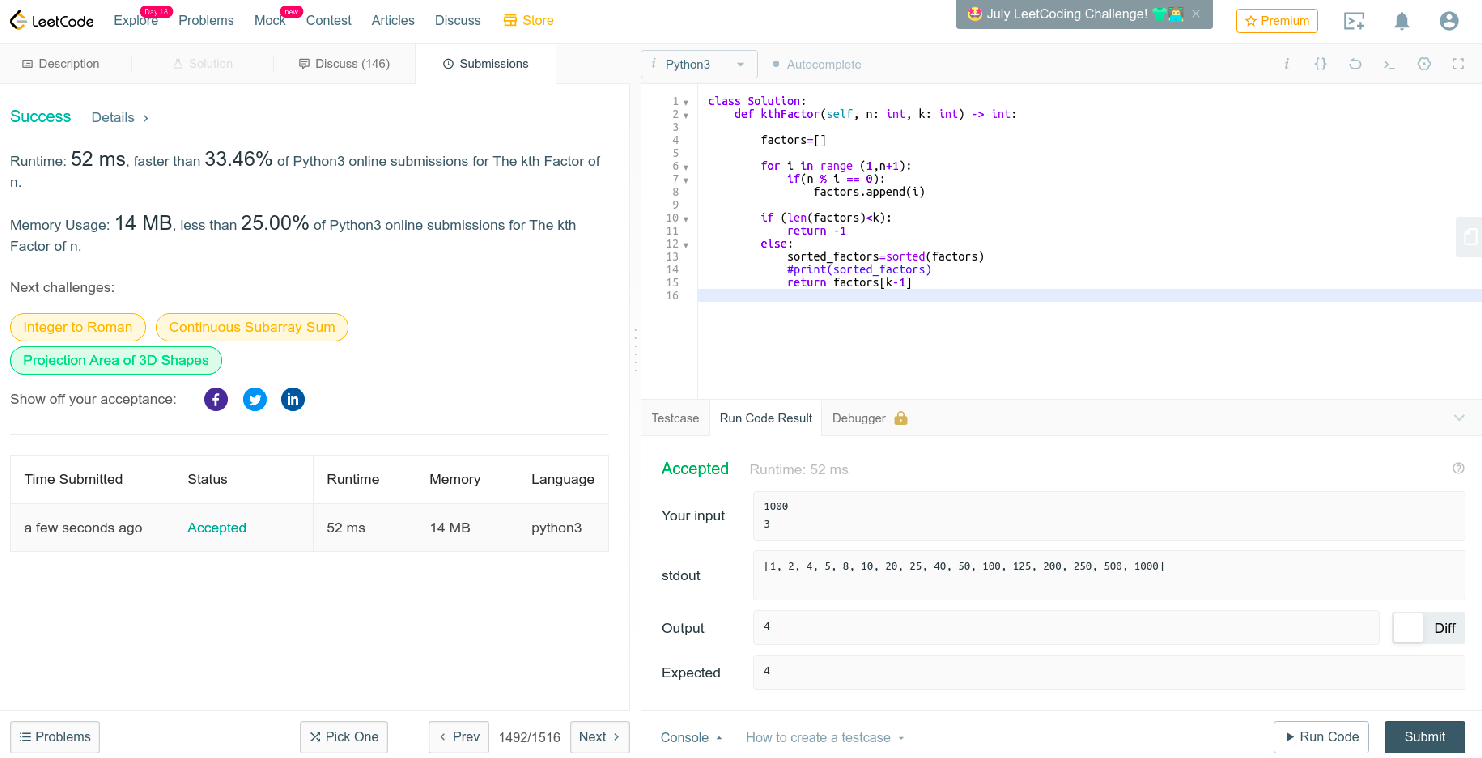 LeetCode Explore Day 18 Problems Mock new Contest Articles Discuss Store July LeetCoding Challenge! × Premium
Description Solution Discuss (146) Submissions
i Python3 Autocomplete
Success Details ›
Runtime: 52 ms, faster than 33.46% of Python3 online submissions for The kth Factor of
n.
Memory Usage: 14 MB, less than 25.00% of Python3 online submissions for The kth
Factor of n.
Next challenges:
Integer to Roman Continuous Subarray Sum
Projection Area of 3D Shapes
Show off your acceptance:
Time Submitted Status Runtime Memory Language
a few seconds ago Accepted 52 ms 14 MB python3
Problems Pick One Prev 1492/1516 Next
1 class Solution:
2 def kthFactor(self, n: int, k: int) -> int:
3
4 factors=[]
5
6 for i in range (1,n+1):
7 if(n % i == 0):
8 factors.append(i)
9
10 if (len(factors)<k):
11 return -1
12 else:
13 sorted_factors=sorted(factors)
14 #print(sorted_factors)
15 return factors[k-1]
16
Testcase Run Code Result Debugger
Accepted Runtime: 52 ms
Your input
1000
3
stdout
[1, 2, 4, 5, 8, 10, 20, 25, 40, 50, 100, 125, 200, 250, 500, 1000]
Output 4 Diff
Expected 4
Console How to create a testcase Run Code Submit